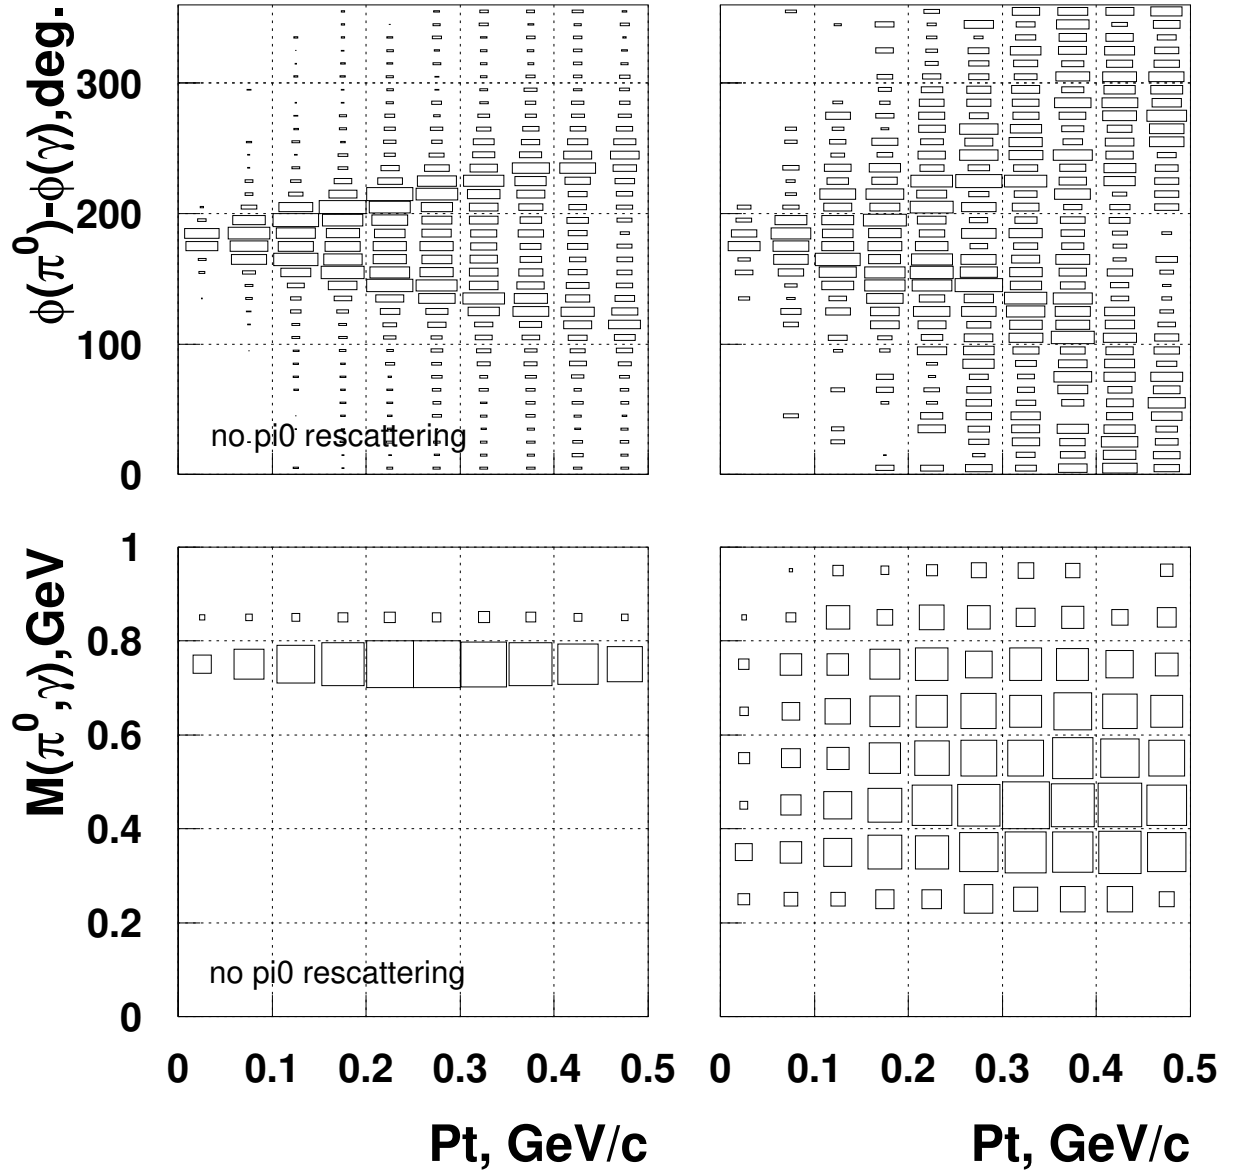 ϕ(π⁰)-ϕ(γ),deg.
300
200
100
0
no pi0 rescattering
M(π⁰,γ),GeV
1
0.8
0.6
0.4
0.2
0
no pi0 rescattering
0 0.1 0.2 0.3 0.4 0.5
0 0.1 0.2 0.3 0.4 0.5
Pt, GeV/c
Pt, GeV/c